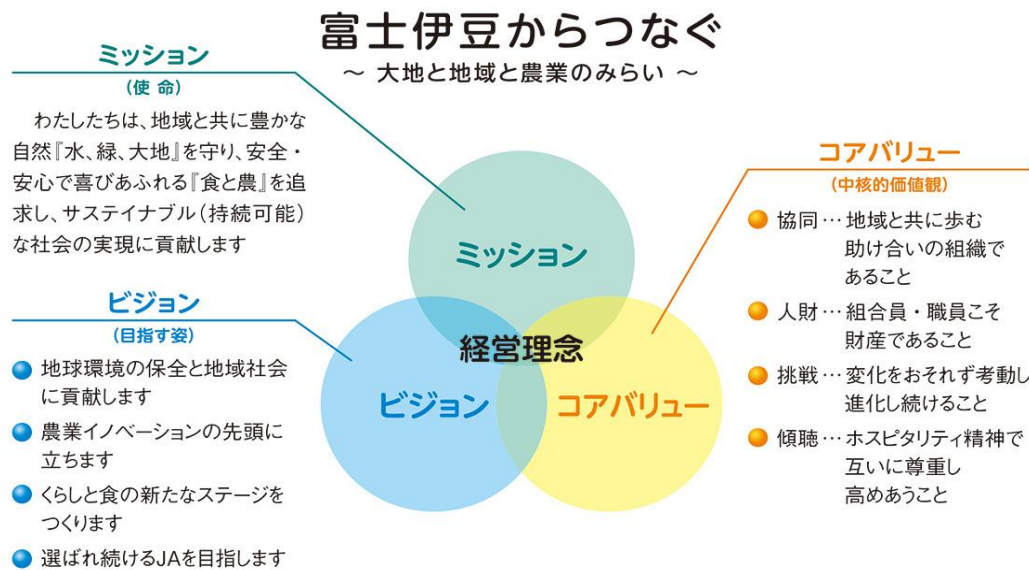 富士伊豆からつなぐ
〜 大地と地域と農業のみらい 〜
ミッション
(使 命)
わたしたちは、地域と共に豊かな
自然『水、緑、大地』を守り、安全・
安心で喜びあふれる『食と農』を追
求し、サステイナブル(持続可能)
な社会の実現に貢献します
ビジョン
(目指す姿)
地球環境の保全と地域社会
に貢献します
農業イノベーションの先頭に
立ちます
くらしと食の新たなステージを
つくります
選ばれ続けるJAを目指します
ミッション
経営理念
ビジョン
コアバリュー
コアバリュー
(中核的価値観)
協同…地域と共に歩む
助け合いの組織で
あること
人財…組合員・職員こそ
財産であること
挑戦…変化をおそれず考動し
進化し続けること
傾聴…ホスピタリティ精神で
互いに尊重し
高めあうこと